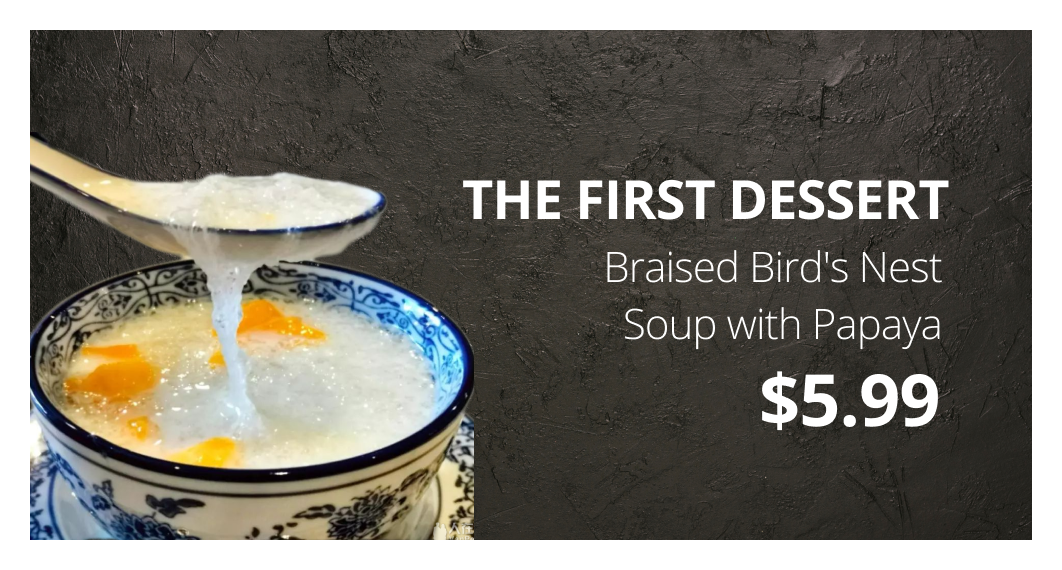 THE FIRST DESSERT
Braised Bird's Nest
Soup with Papaya
$5.99